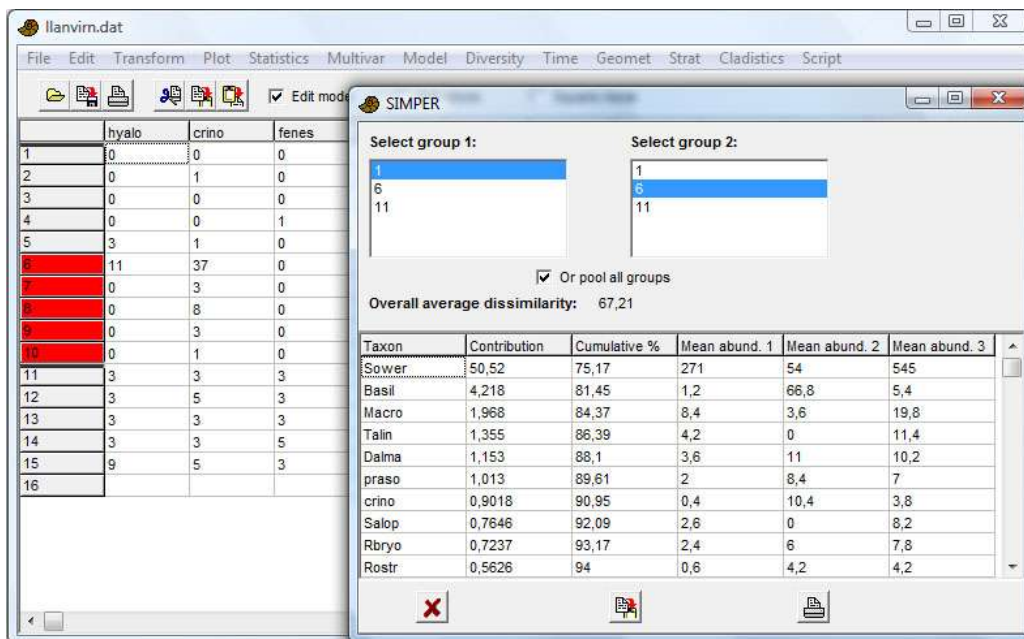 llanvirn.dat
File Edit Transform Plot Statistics Multivar Model Diversity Time Geomet Strat Cladistics Script
Edit mode
SIMPER
hyalo crino fenes
1 0 0 0
2 0 1 0
3 0 0 0
4 0 0 1
5 3 1 0
6 11 37 0
7 0 3 0
8 0 8 0
9 0 3 0
10 0 1 0
11 3 3 3
12 3 5 3
13 3 3 3
14 3 3 5
15 9 5 3
16
Select group 1: Select group 2:
1 1
6 6
11 11
Or pool all groups
Overall average dissimilarity: 67,21
Taxon Contribution Cumulative % Mean abund. 1 Mean abund. 2 Mean abund. 3
Sower 50,52 75,17 271 54 545
Basil 4,218 81,45 1,2 66,8 5,4
Macro 1,968 84,37 8,4 3,6 19,8
Talin 1,355 86,39 4,2 0 11,4
Dalma 1,153 88,1 3,6 11 10,2
praso 1,013 89,61 2 8,4 7
crino 0,9018 90,95 0,4 10,4 3,8
Salop 0,7646 92,09 2,6 0 8,2
Rbryo 0,7237 93,17 2,4 6 7,8
Rostr 0,5626 94 0,6 4,2 4,2